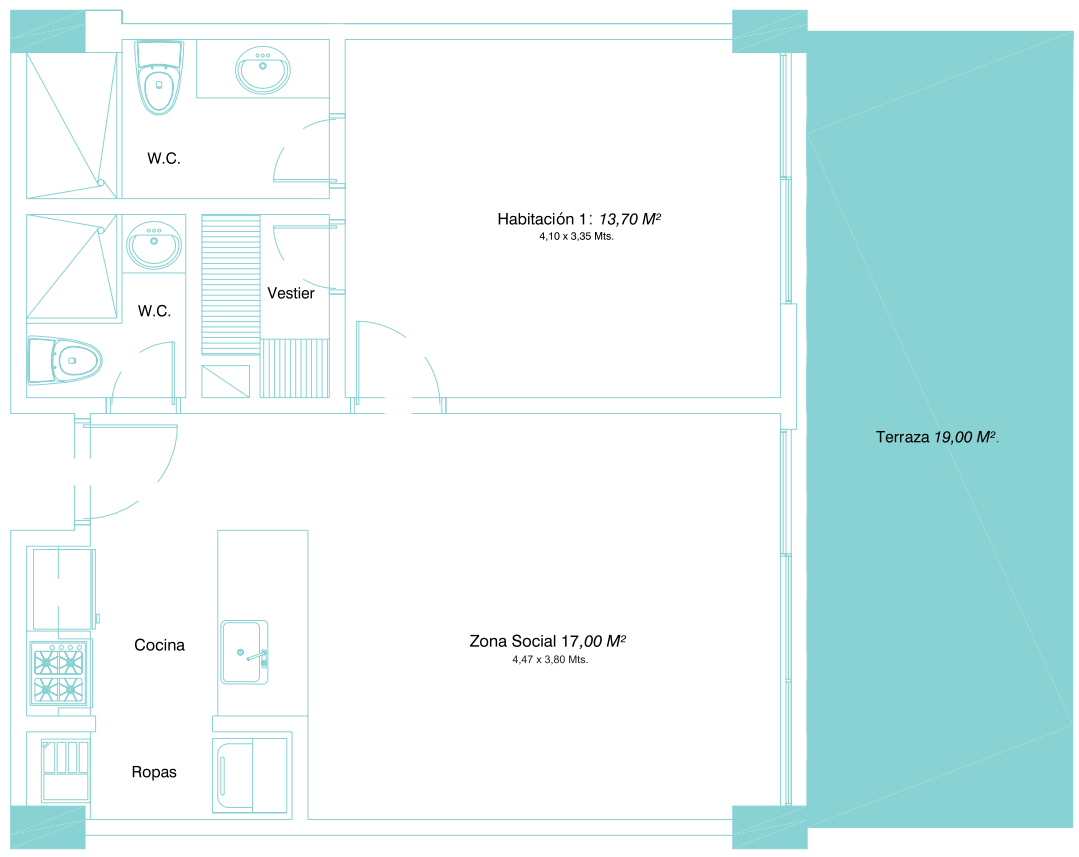 W.C.
Habitación 1: 13,70 M²
4,10 x 3,35 Mts.
Vestier
W.C.
Terraza 19,00 M².
Cocina
Zona Social 17,00 M²
4,47 x 3,80 Mts.
Ropas